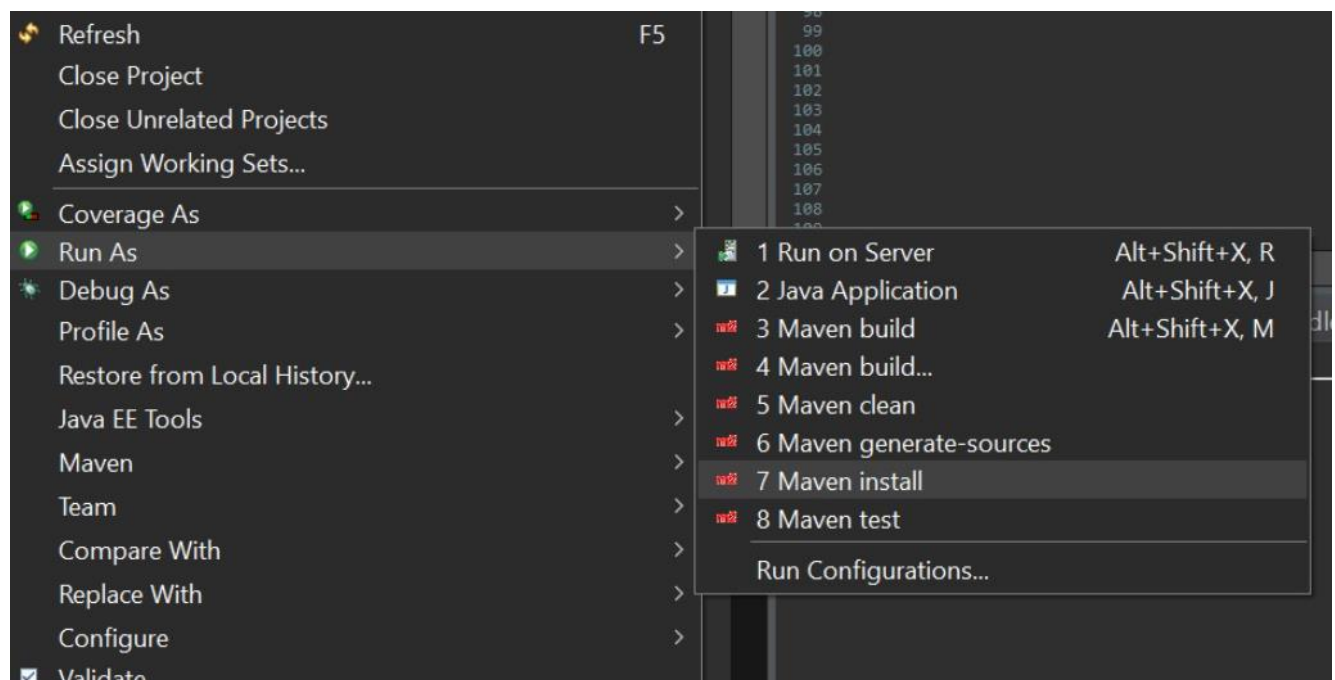 Refresh F5
Close Project
Close Unrelated Projects
Assign Working Sets...
Coverage As
Run As
Debug As
Profile As
Restore from Local History...
Java EE Tools
Maven
Team
Compare With
Replace With
Configure
Validate
1 Run on Server Alt+Shift+X, R
2 Java Application Alt+Shift+X, J
3 Maven build Alt+Shift+X, M
4 Maven build...
5 Maven clean
6 Maven generate-sources
7 Maven install
8 Maven test
Run Configurations...
98
99
100
101
102
103
104
105
106
107
108
109